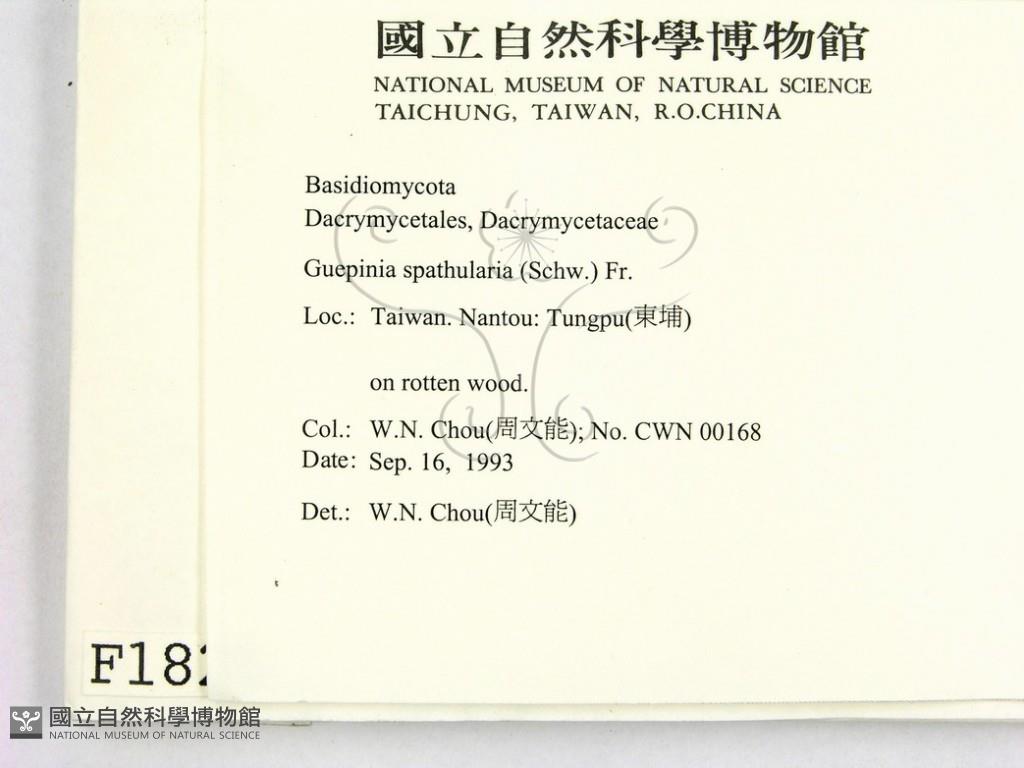 國立自然科學博物館
NATIONAL MUSEUM OF NATURAL SCIENCE
TAICHUNG, TAIWAN, R.O.CHINA
Basidiomycota
Dacrymycetales, Dacrymycetaceae
Guepinia spathularia (Schw.) Fr.
Loc.: Taiwan. Nantou: Tungpu(東埔)
on rotten wood.
Col.: W.N. Chou(周文能); No. CWN 00168
Date: Sep. 16, 1993
Det.: W.N. Chou(周文能)
F182
國立自然科學博物館
NATIONAL MUSEUM OF NATURAL SCIENCE